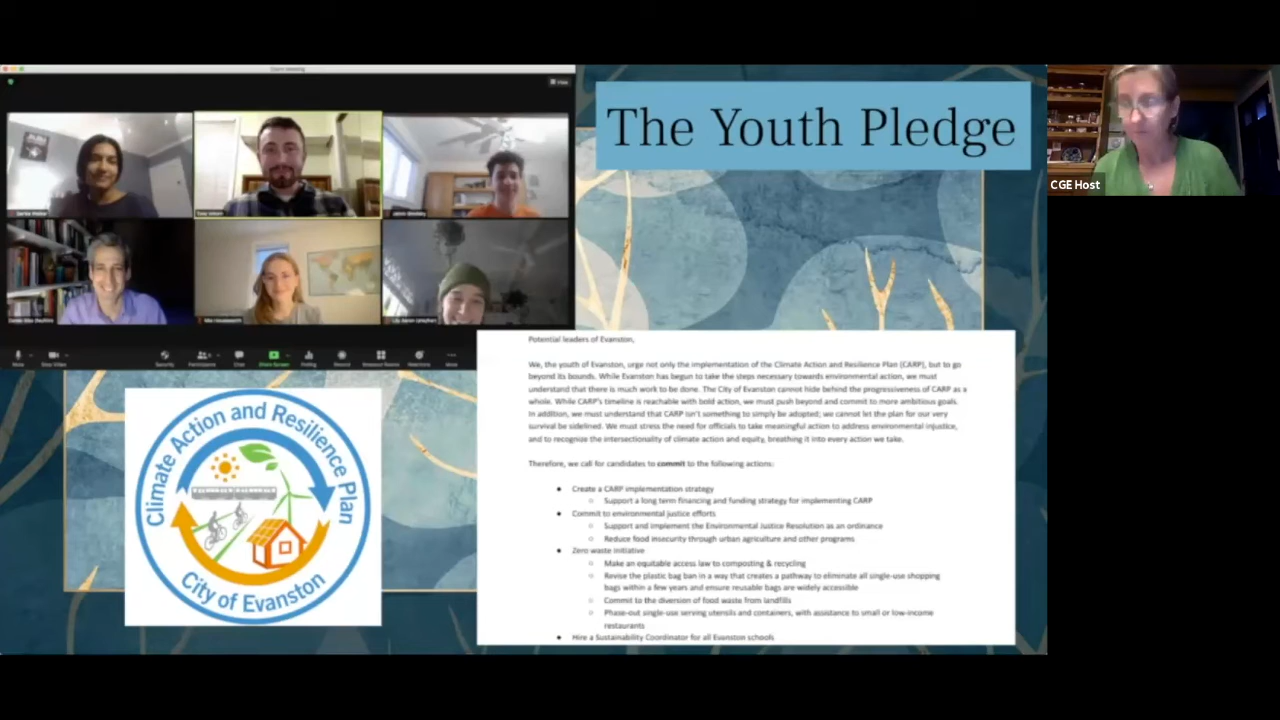 View
The Youth Pledge
CGE Host
Potential leaders of Evanston,
We, the youth of Evanston, urge not only the implementation of the Climate Action and Resilience Plan (CARP), but to go
beyond its bounds. While Evanston has begun to take the steps necessary towards environmental action, we must
understand that there is much work to be done. The City of Evanston cannot hide behind the progressiveness of CARP as a
whole. While CARP's timeline is reachable with bold action, we must push beyond and commit to more ambitious goals.
In addition, we must understand that CARP isn't something to simply be adopted; we cannot let the plan for our very
survival be sidelined. We must stress the need for officials to take meaningful action to address environmental injustice,
and to recognize the intersectionality of climate action and equity, breathing it into every action we take.
Therefore, we call for candidates to commit to the following actions:
• Create a CARP implementation strategy
○ Support a long term financing and funding strategy for implementing CARP
• Commit to environmental justice efforts
○ Support and implement the Environmental Justice Resolution as an ordinance
○ Reduce food insecurity through urban agriculture and other programs
• Zero waste initiative
○ Make an equitable access law to composting & recycling
○ Revise the plastic bag ban in a way that creates a pathway to eliminate all single-use shopping
bags within a few years and ensure reusable bags are widely accessible
○ Commit to the diversion of food waste from landfills
○ Phase-out single-use serving utensils and containers, with assistance to small or low-income
restaurants
• Hire a Sustainability Coordinator for all Evanston schools
Climate Action and Resilience Plan
City of Evanston